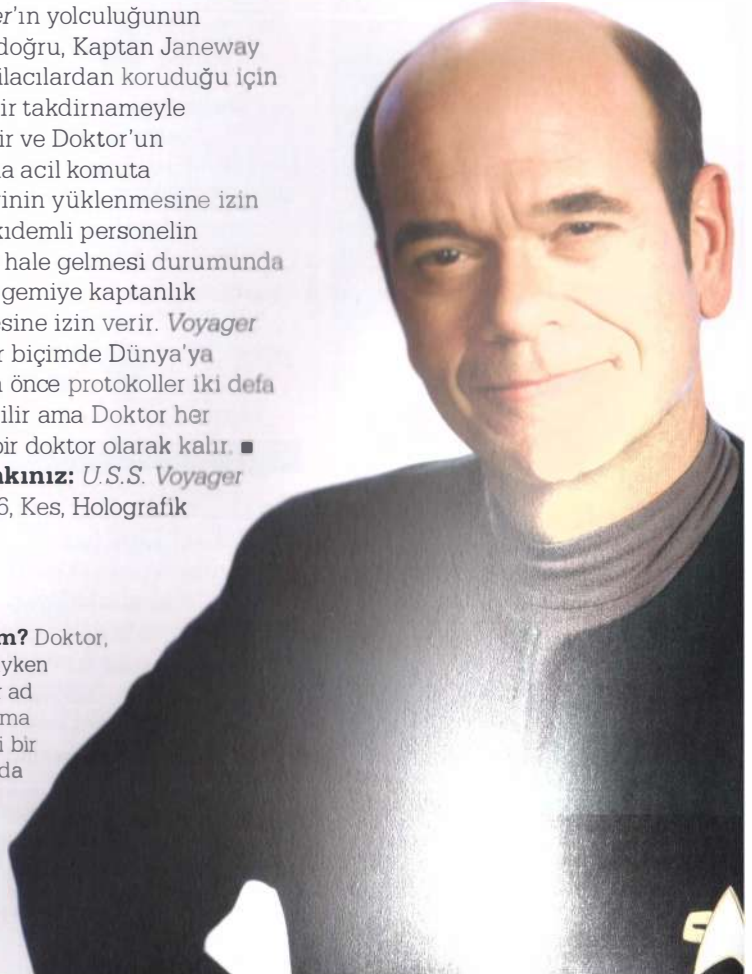 er'ın yolculuğunun
doğru, Kaptan Janeway
ilacılardan koruduğu için
ir takdirnameyle
ir ve Doktor'un
a acil komuta
inin yüklenmesine izin
kıdemli personelin
hale gelmesi durumunda
gemiye kaptanlık
esine izin verir. Voyager
r biçimde Dünya'ya
n önce protokoller iki defa
ilir ama Doktor her
bir doktor olarak kalır. ■
akınız: U.S.S. Voyager
6, Kes, Holografik
m? Doktor,
yken
r ad
ma
i bir
da